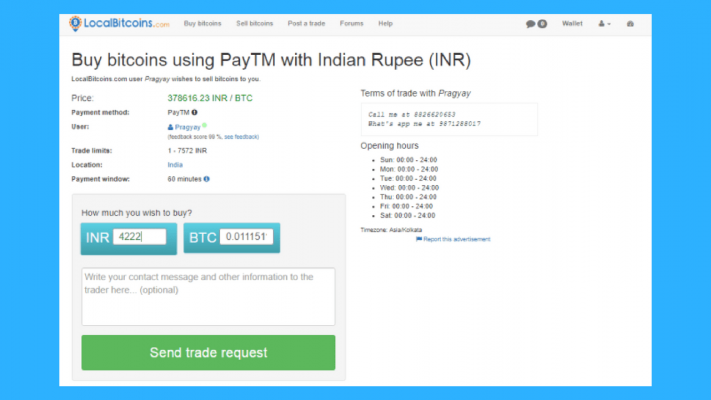 LocalBitcoins.com Buy bitcoins Sell bitcoins Post a trade Forums Help 0 Wallet
Buy bitcoins using PayTM with Indian Rupee (INR)
LocalBitcoins.com user Pragyay wishes to sell bitcoins to you.
Price: 378616.23 INR / BTC
Payment method: PayTM
User: Pragyay
(feedback score 98 %, see feedback)
Trade limits: 1 - 7572 INR
Location: India
Payment window: 60 minutes
How much you wish to buy?
INR 4222 BTC 0.011151
Write your contact message and other information to the
trader here... (optional)
Send trade request
Terms of trade with Pragyay
Call me at 8826620653
What's app me at 9871288017
Opening hours
Sun: 00:00 - 24:00
Mon: 00:00 - 24:00
Tue: 00:00 - 24:00
Wed: 00:00 - 24:00
Thu: 00:00 - 24:00
Fri: 00:00 - 24:00
Sat: 00:00 - 24:00
Timezone: Asia/Kolkata
Report this advertisement